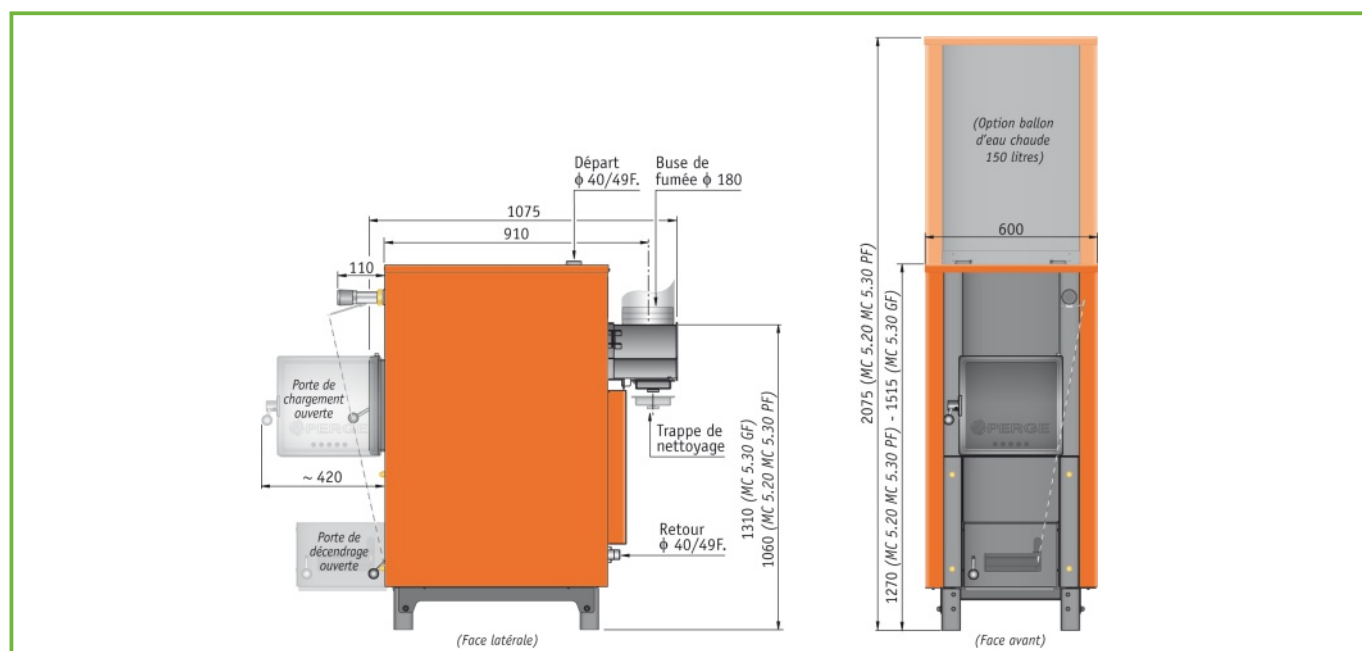 Départ
ϕ 40/49F.
Buse de
fumée ϕ 180
1075
910
110
Porte de
chargement
ouverte
PERGE
~ 420
Porte de
décendrage
ouverte
Trappe de
nettoyage
Retour
ϕ 40/49F.
1310 (MC 5.30 GF)
1060 (MC 5.20 MC 5.30 PF)
(Face latérale)
2075 (MC 5.20 MC 5.30 PF)
1270 (MC 5.20 MC 5.30 PF) - 1515 (MC 5.30 GF)
(Option ballon
d'eau chaude
150 litres)
600
PERGE
(Face avant)